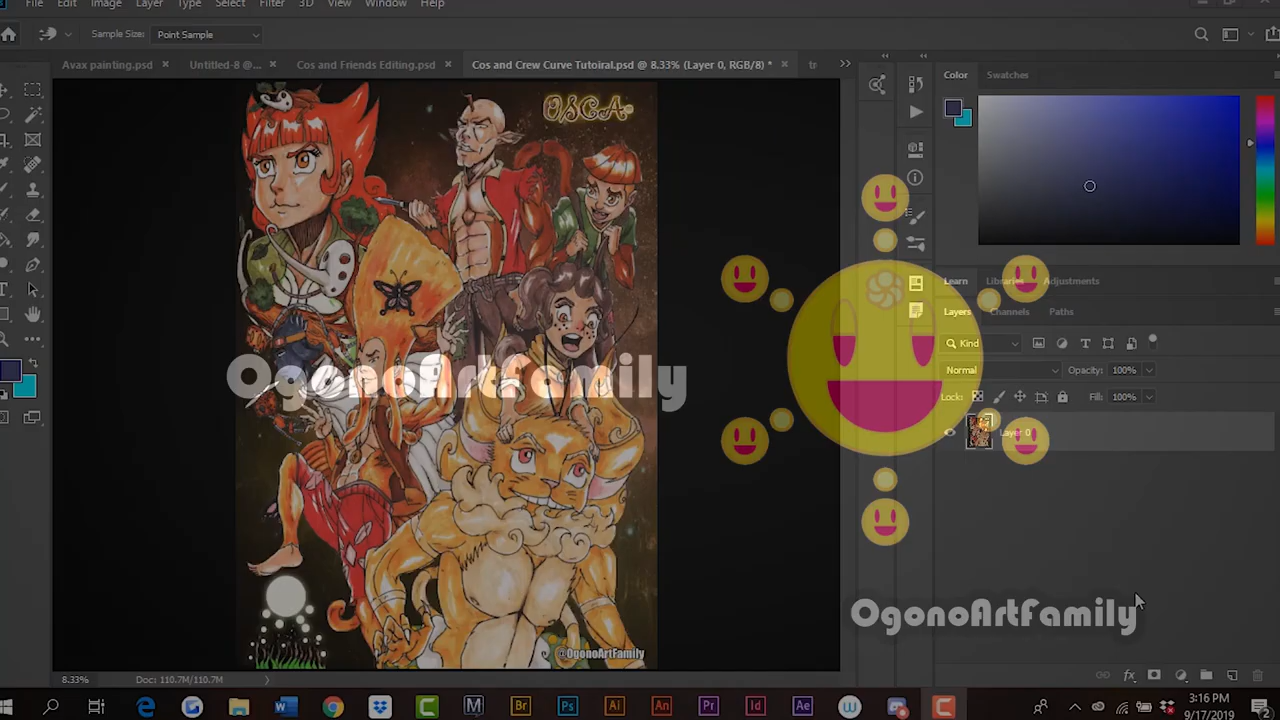 File Edit Image Layer Type Select Filter 3D View Window Help
Sample Size: Point Sample
Avax painting.psd Untitled-8 @... Cos and Friends Editing.psd Cos and Crew Curve Tutoiral.psd @ 8.33% (Layer 0, RGB/8) * tr
Color Swatches
OSCA
OgonoArtFamily
Learn Libraries Adjustments
Layers Channels Paths
Kind
Normal Opacity: 100%
Lock: Fill: 100%
Layer 0
OgonoArtFamily
@OgonoArtFamily
8.33% Doc: 110.7M/110.7M
3:16 PM
9/17/2019